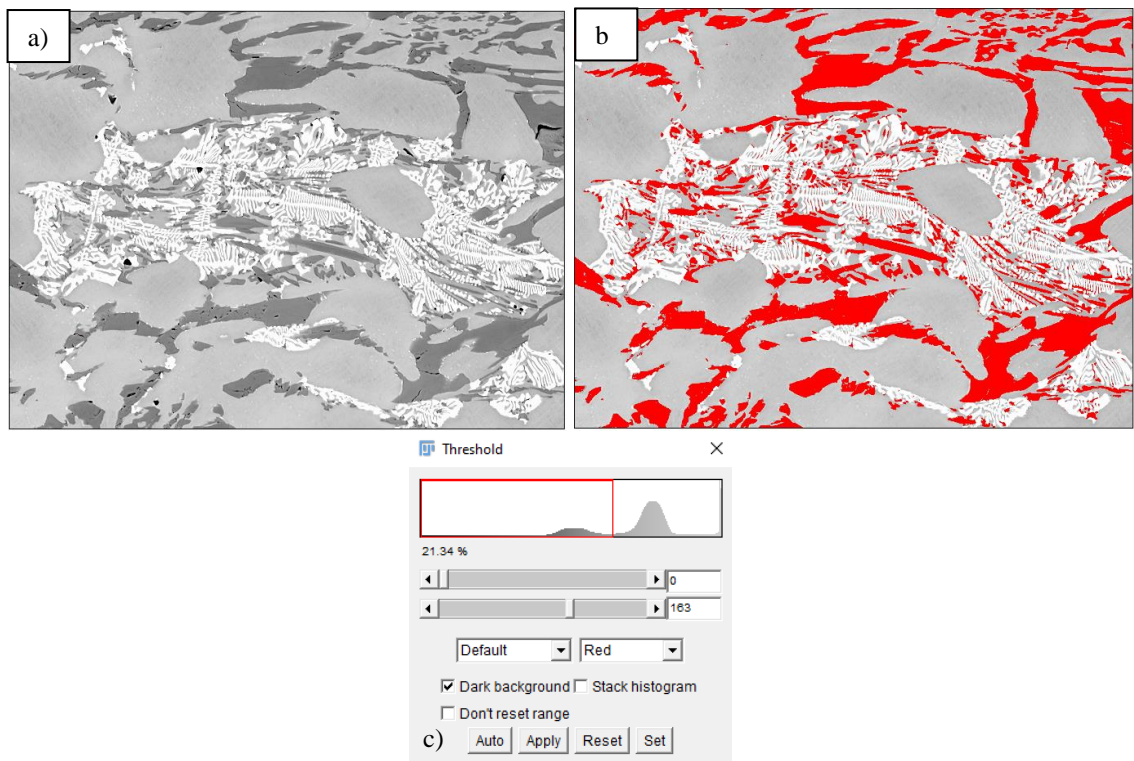 a)
b
Threshold
21.34 %
0
163
Default Red
Dark background Stack histogram
Don't reset range
c) Auto Apply Reset Set